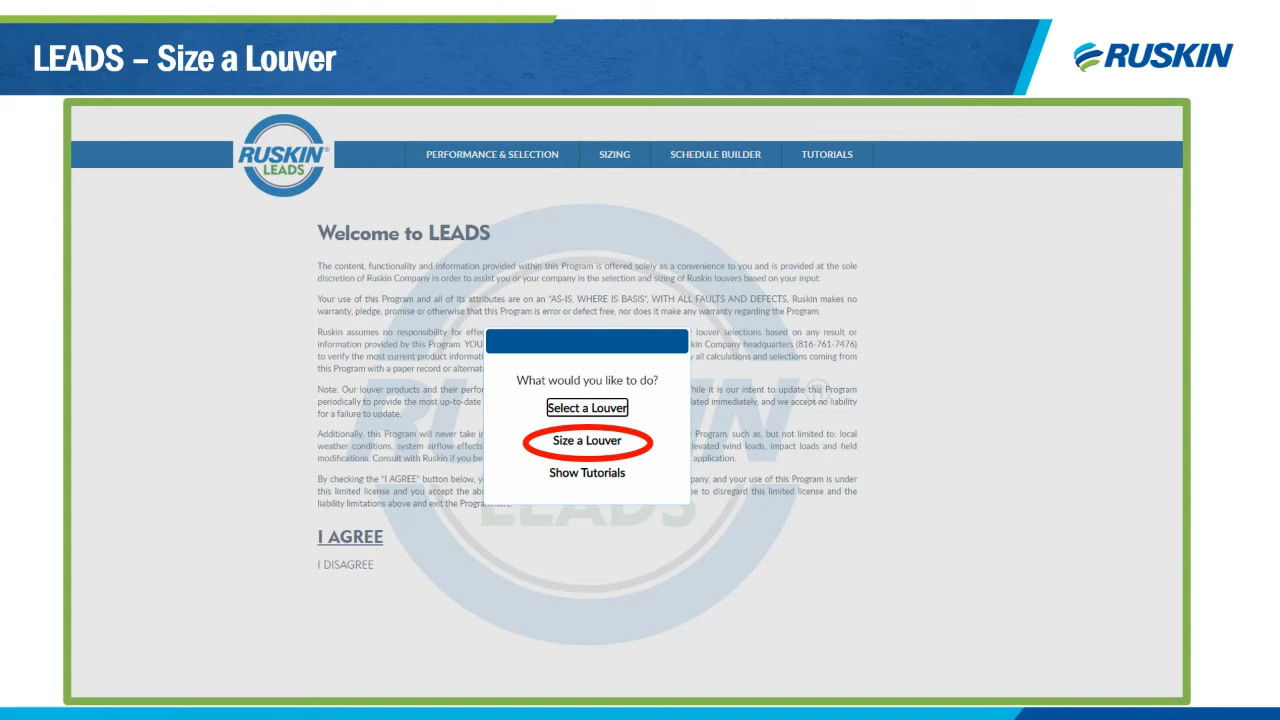 LEADS – Size a Louver
RUSKIN
RUSKIN®
LEADS
PERFORMANCE & SELECTION SIZING SCHEDULE BUILDER TUTORIALS
Welcome to LEADS
The content, functionality and information provided within this Program is offered solely as a convenience to you and is provided at the sole
discretion of Ruskin Company in order to assist you or your company in the selection and sizing of Ruskin louvers based on your input.
Your use of this Program and all of its attributes are on an "AS-IS, WHERE IS BASIS", WITH ALL FAULTS AND DEFECTS. Ruskin makes no
warranty, pledge, promise or otherwise that this Program is error or defect free, nor does it make any warranty regarding the Program.
Ruskin assumes no responsibility for louver selections based on any result or
information provided by this Program. Company headquarters (816-761-7476)
to verify the most current product all calculations and selections coming from
this Program with a paper record or
Note: Our louver products and their While it is our intent to update this Program
periodically to provide the most up-to-date immediately, and we accept no liability
for a failure to update.
Additionally, this Program will never take Program, such as, but not limited to: local
weather conditions, system airflow effects wind loads, impact loads and field
modifications. Consult with Ruskin if you application.
By checking the "I AGREE" button below, and your use of this Program is under
this limited license and you accept the to disregard this limited license and the
liability limitations above and exit the Program here.
What would you like to do?
Select a Louver
Size a Louver
Show Tutorials
I AGREE
I DISAGREE
LEADS